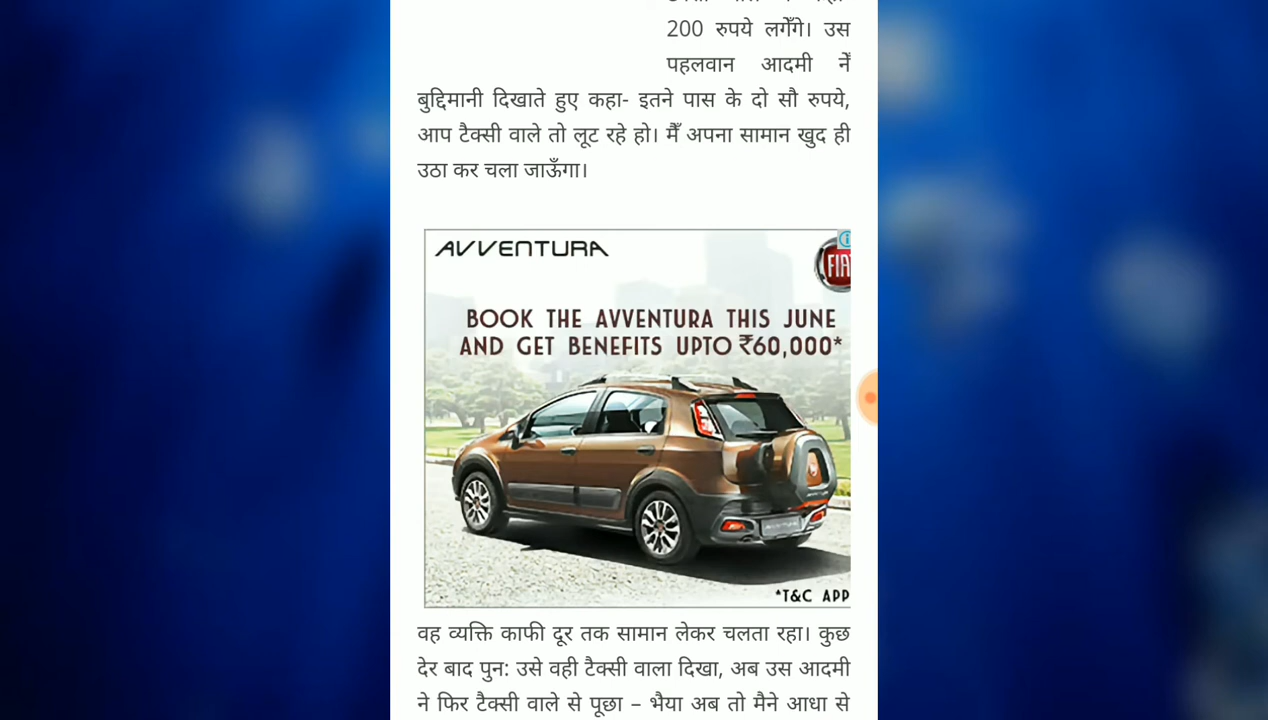 200 रुपये लगेँगे। उस
पहलवान आदमी नेँ
बुद्दिमानी दिखाते हुए कहा- इतने पास के दो सौ रुपये,
आप टैक्सी वाले तो लूट रहे हो। मैँ अपना सामान खुद ही
उठा कर चला जाऊँगा।
AVVENTURA
FIA
BOOK THE AVVENTURA THIS JUNE
AND GET BENEFITS UPTO ₹60,000*
AVVENTURA
*T&C APP
वह व्यक्ति काफी दूर तक सामान लेकर चलता रहा। कुछ
देर बाद पुन: उसे वही टैक्सी वाला दिखा, अब उस आदमी
ने फिर टैक्सी वाले से पूछा – भैया अब तो मैने आधा से